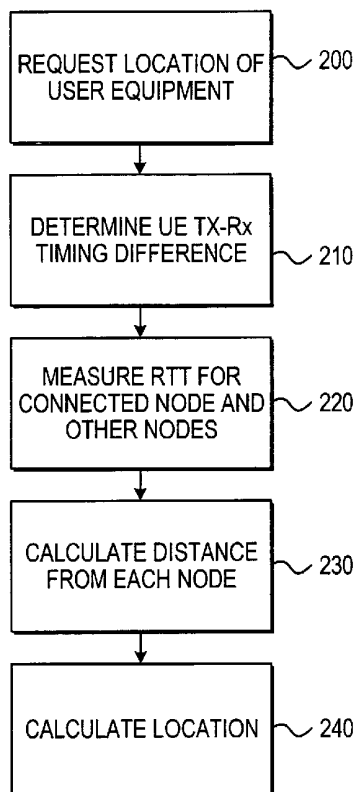 REQUEST LOCATION OF
USER EQUIPMENT
200
DETERMINE UE TX-Rx
TIMING DIFFERENCE
210
MEASURE RTT FOR
CONNECTED NODE AND
OTHER NODES
220
CALCULATE DISTANCE
FROM EACH NODE
230
CALCULATE LOCATION
240